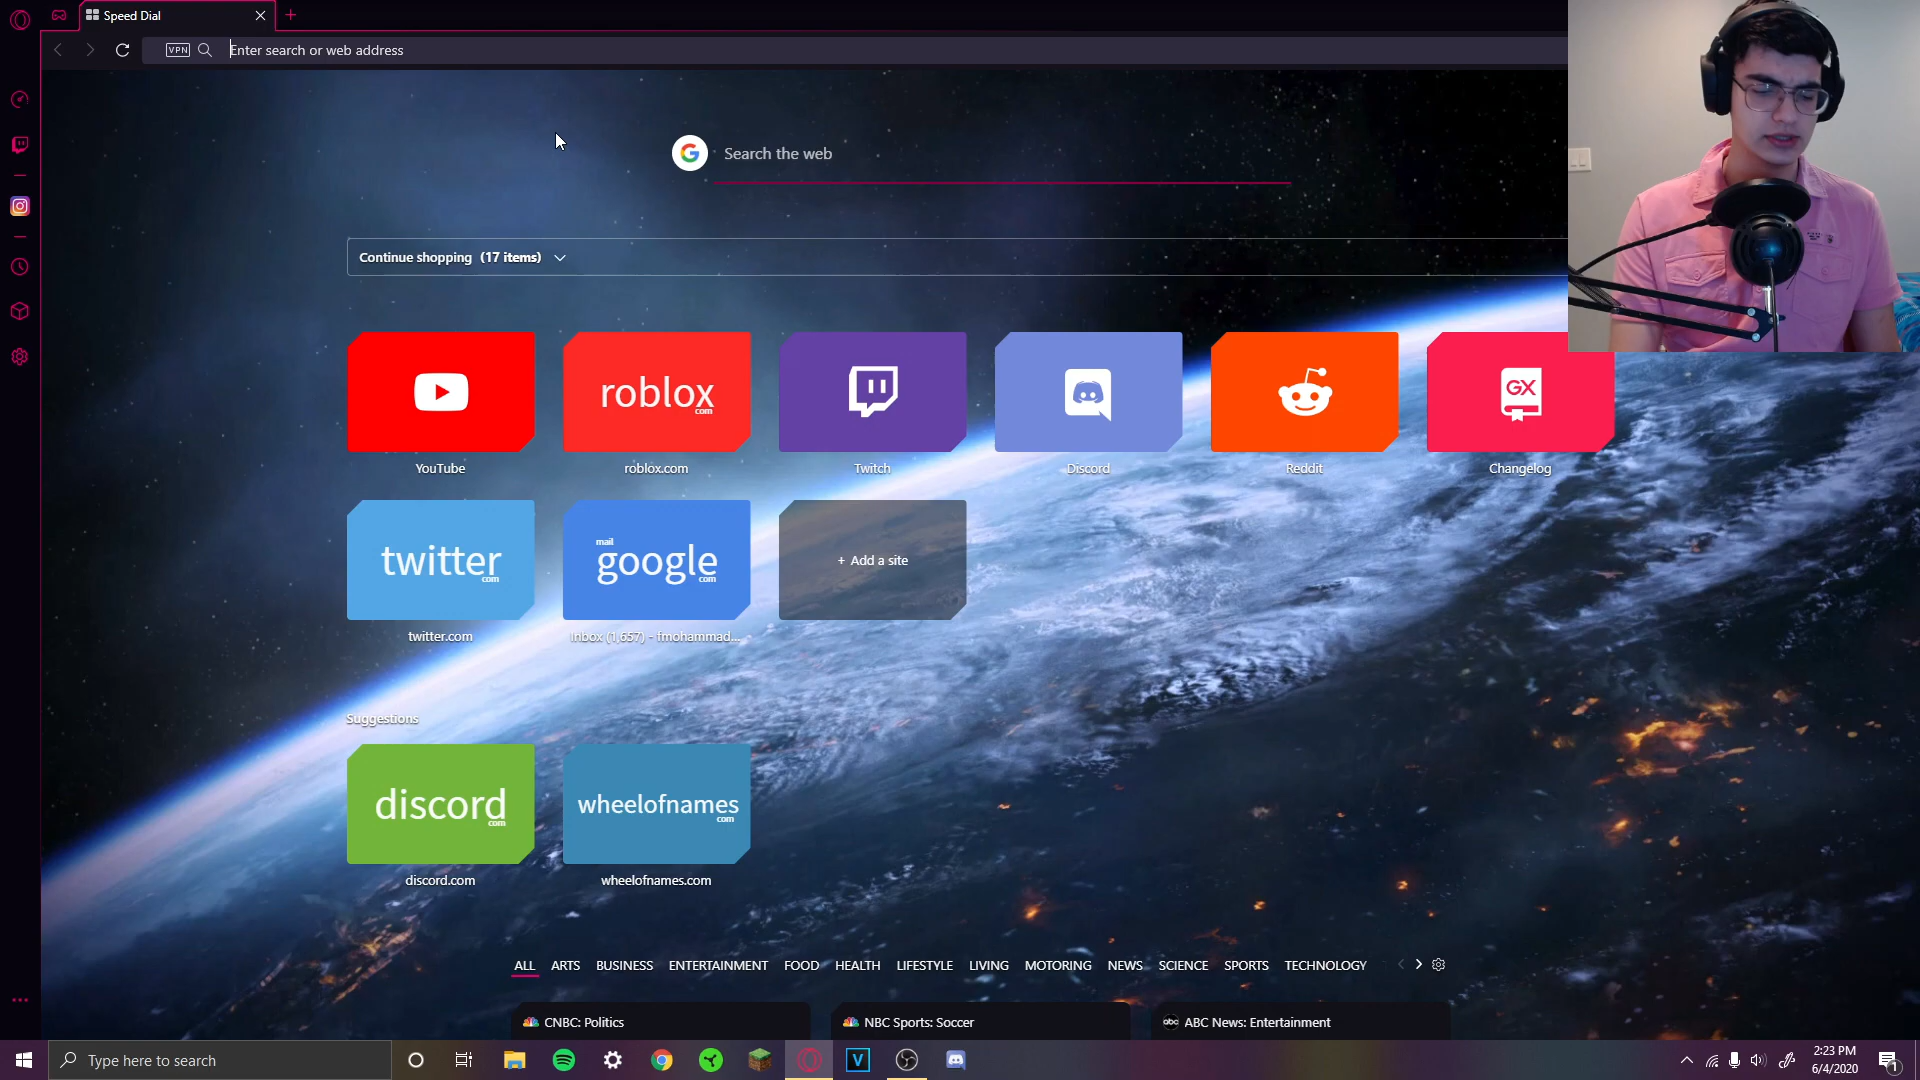 Speed Dial
VPN
Enter search or web address
Search the web
Continue shopping (17 items)
roblox
com
GX
YouTube
roblox.com
Twitch
Discord
Reddit
Changelog
twitter
com
mail
google
com
+ Add a site
twitter.com
Inbox (1,657) - fmohammad...
Suggestions
discord
com
wheelofnames
com
discord.com
wheelofnames.com
ALL ARTS BUSINESS ENTERTAINMENT FOOD HEALTH LIFESTYLE LIVING MOTORING NEWS SCIENCE SPORTS TECHNOLOGY
CNBC: Politics
NBC Sports: Soccer
abc
ABC News: Entertainment
Type here to search
V
2:23 PM
6/4/2020
1